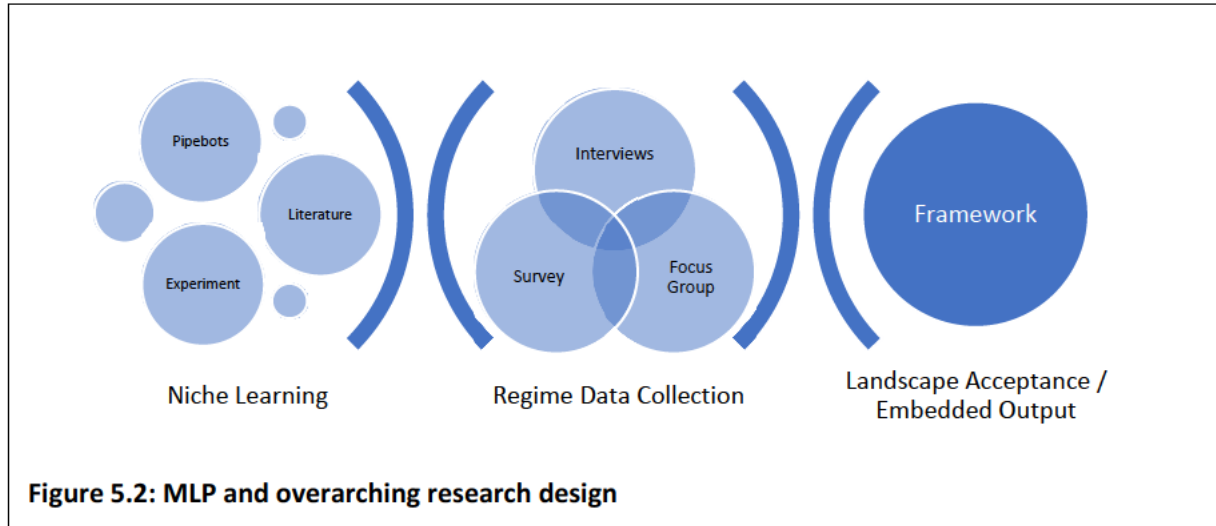 Pipebots
Literature
Experiment
Niche Learning
Interviews
Survey
Focus
Group
Regime Data Collection
Framework
Landscape Acceptance /
Embedded Output
Figure 5.2: MLP and overarching research design